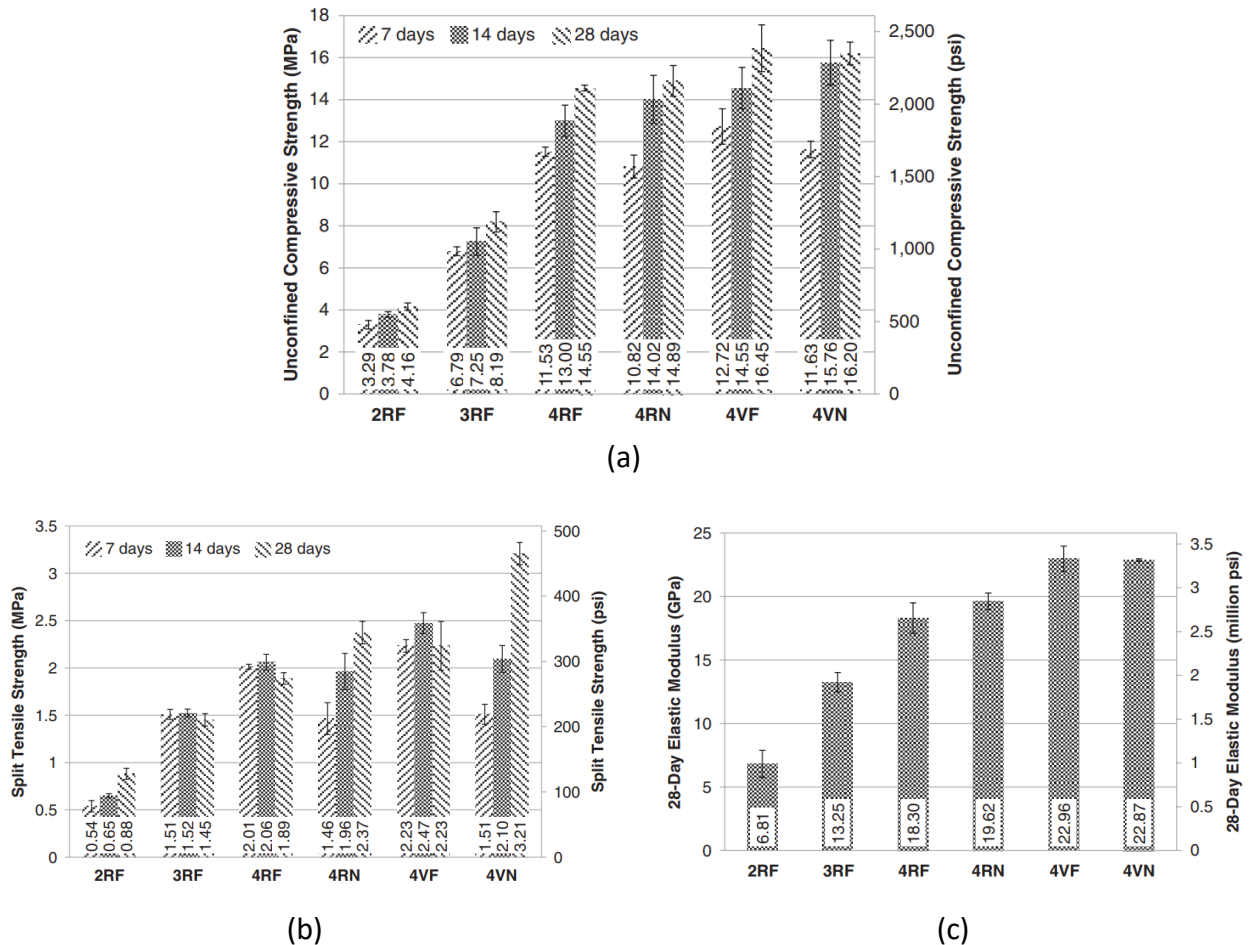 Unconfined Compressive Strength (MPa)
18
16
14
12
10
8
6
4
2
0
7 days 14 days 28 days
3.29 3.78 4.16
6.79 7.25 8.19
11.53 13.00 14.55
10.82 14.02 14.89
12.72 14.55 16.45
11.63 15.76 16.20
2RF 3RF 4RF 4RN 4VF 4VN
2,500
2,000
1,500
1,000
500
0
Unconfined Compressive Strength (psi)
(a)
Split Tensile Strength (MPa)
3.5
3
2.5
2
1.5
1
0.5
0
7 days 14 days 28 days
0.54 0.65 0.88
1.51 1.52 1.45
2.01 2.06 1.89
1.46 1.96 2.37
2.23 2.47 2.23
1.51 2.10 3.21
2RF 3RF 4RF 4RN 4VF 4VN
500
400
300
200
100
0
Split Tensile Strength (psi)
(b)
28-Day Elastic Modulus (GPa)
25
20
15
10
5
0
6.81 13.25 18.30 19.62 22.96 22.87
2RF 3RF 4RF 4RN 4VF 4VN
3.5
3
2.5
2
1.5
1
0.5
0
28-Day Elastic Modulus (million psi)
(c)